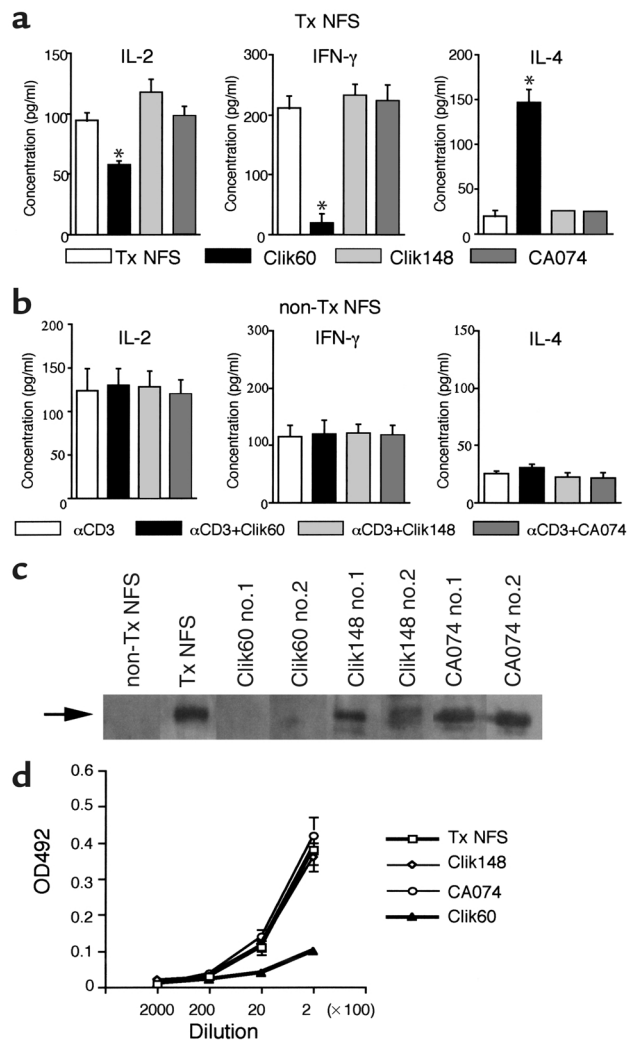 a
Tx NFS
IL-2
IFN-γ
IL-4
Concentration (pg/ml)
150
100
50
0
*
Concentration (pg/ml)
300
200
100
0
*
Concentration (pg/ml)
200
150
100
50
0
*
Tx NFS
Clik60
Clik148
CA074
b
non-Tx NFS
IL-2
IFN-γ
IL-4
Concentration (pg/ml)
200
150
100
50
0
Concentration (pg/ml)
300
200
100
0
Concentration (pg/ml)
150
100
50
0
αCD3
αCD3+Clik60
αCD3+Clik148
αCD3+CA074
c
non-Tx NFS
Tx NFS
Clik60 no.1
Clik60 no.2
Clik148 no.1
Clik148 no.2
CA074 no.1
CA074 no.2
d
OD492
0.6
0.5
0.4
0.3
0.2
0.1
0
2000
200
20
2
(×100)
Dilution
Tx NFS
Clik148
CA074
Clik60